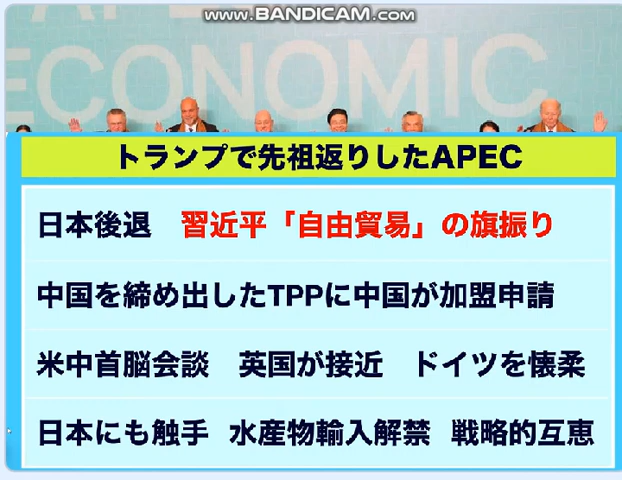 www.BANDICAM.com
ECONOMIC
トランプで先祖返りしたAPEC
日本後退 習近平「自由貿易」の旗振り
中国を締め出したTPPに中国が加盟申請
米中首脳会談 英国が接近 ドイツを懐柔
日本にも触手 水産物輸入解禁 戦略的互恵